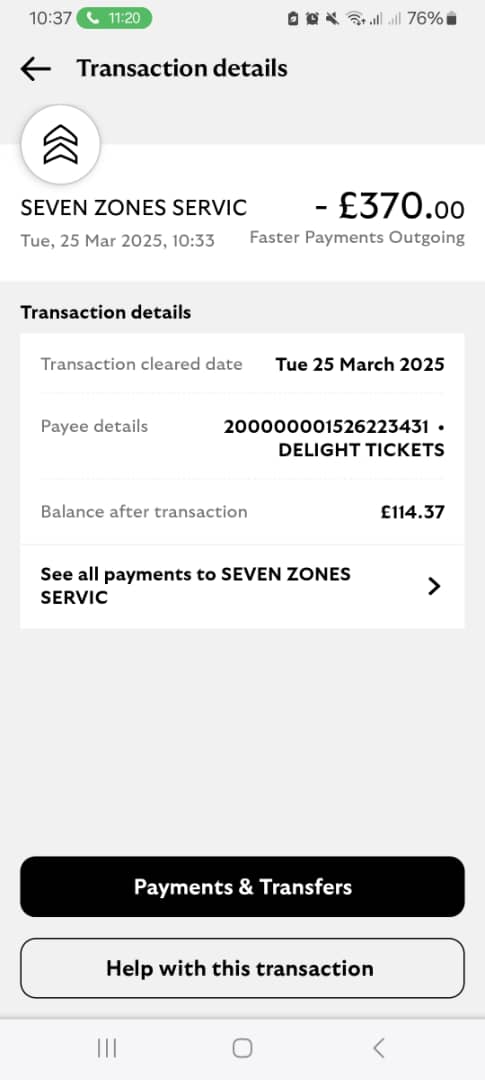 10:37 11:20 76%
Transaction details
SEVEN ZONES SERVIC - £370.00
Tue, 25 Mar 2025, 10:33 Faster Payments Outgoing
Transaction details
Transaction cleared date Tue 25 March 2025
Payee details 200000001526223431 •
DELIGHT TICKETS
Balance after transaction £114.37
See all payments to SEVEN ZONES
SERVIC
Payments & Transfers
Help with this transaction